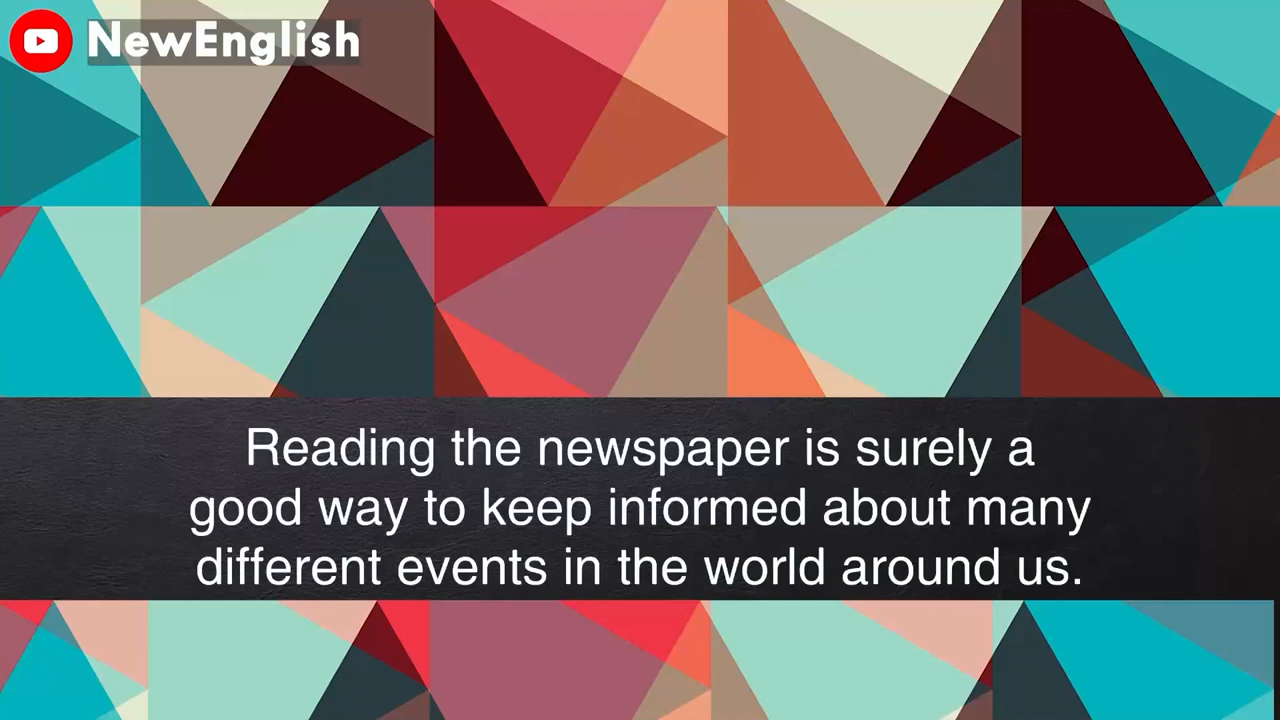 NewEnglish
Reading the newspaper is surely a
good way to keep informed about many
different events in the world around us.